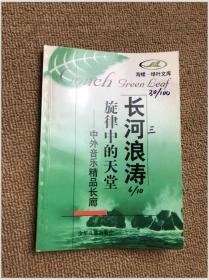 海螺·绿叶文库
Conch Green Leaf
30/100
三
长河浪涛
6/10
旋律中的天堂
——中外音乐精品长廊